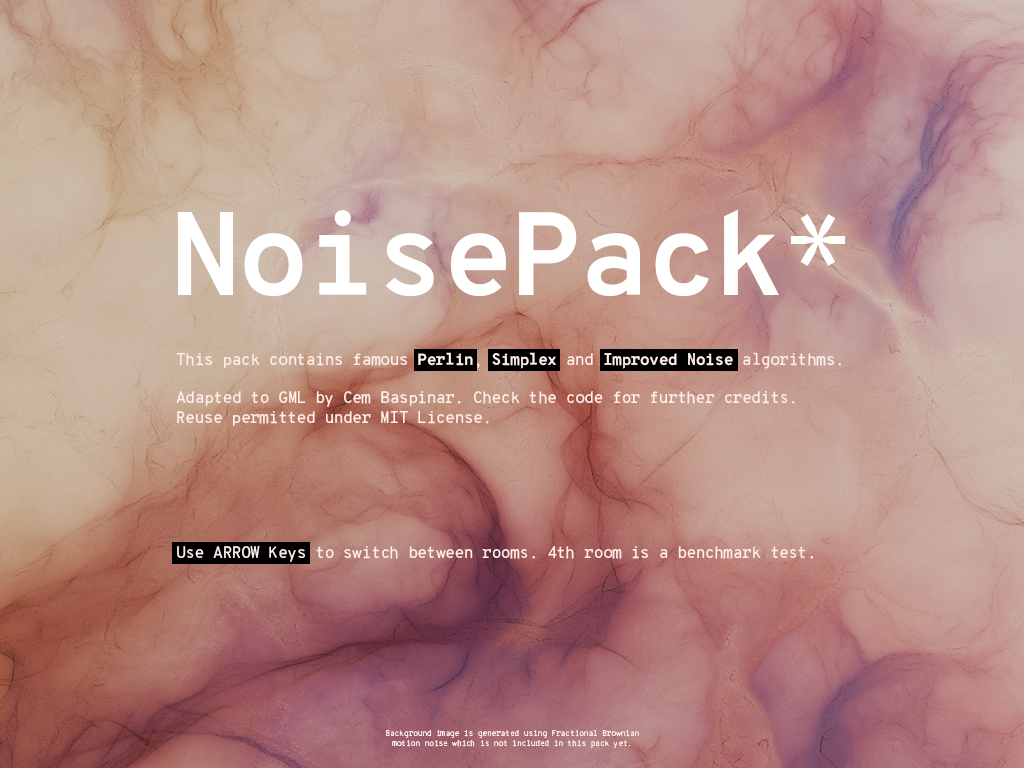 NoisePack*
This pack contains famous Perlin, Simplex and Improved Noise algorithms.
Adapted to GML by Cem Baspinar. Check the code for further credits.
Reuse permitted under MIT License.
Use ARROW Keys to switch between rooms. 4th room is a benchmark test.
Background image is generated using Fractional Brownian
motion noise which is not included in this pack yet.